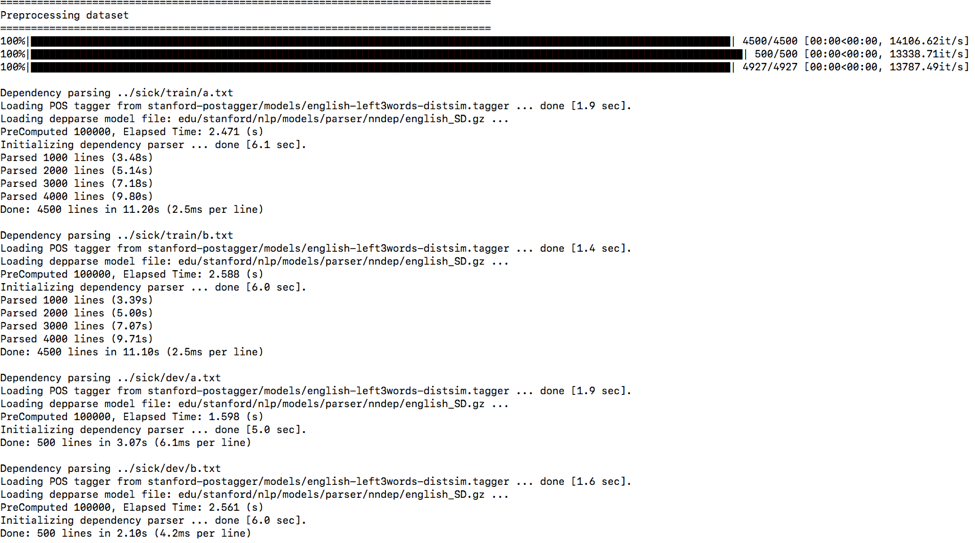 ================================================================================
Preprocessing dataset
================================================================================
100%|██████████| 4500/4500 [00:00<00:00, 14106.62it/s]
100%|██████████| 500/500 [00:00<00:00, 13338.71it/s]
100%|██████████| 4927/4927 [00:00<00:00, 13787.49it/s]

Dependency parsing ../sick/train/a.txt
Loading POS tagger from stanford-postagger/models/english-left3words-distsim.tagger ... done [1.9 sec].
Loading depparse model file: edu/stanford/nlp/models/parser/nndep/english_SD.gz ...
PreComputed 100000, Elapsed Time: 2.471 (s)
Initializing dependency parser ... done [6.1 sec].
Parsed 1000 lines (3.48s)
Parsed 2000 lines (5.14s)
Parsed 3000 lines (7.18s)
Parsed 4000 lines (9.80s)
Done: 4500 lines in 11.20s (2.5ms per line)

Dependency parsing ../sick/train/b.txt
Loading POS tagger from stanford-postagger/models/english-left3words-distsim.tagger ... done [1.4 sec].
Loading depparse model file: edu/stanford/nlp/models/parser/nndep/english_SD.gz ...
PreComputed 100000, Elapsed Time: 2.588 (s)
Initializing dependency parser ... done [6.0 sec].
Parsed 1000 lines (3.39s)
Parsed 2000 lines (5.00s)
Parsed 3000 lines (7.07s)
Parsed 4000 lines (9.71s)
Done: 4500 lines in 11.10s (2.5ms per line)

Dependency parsing ../sick/dev/a.txt
Loading POS tagger from stanford-postagger/models/english-left3words-distsim.tagger ... done [1.9 sec].
Loading depparse model file: edu/stanford/nlp/models/parser/nndep/english_SD.gz ...
PreComputed 100000, Elapsed Time: 1.598 (s)
Initializing dependency parser ... done [5.0 sec].
Done: 500 lines in 3.07s (6.1ms per line)

Dependency parsing ../sick/dev/b.txt
Loading POS tagger from stanford-postagger/models/english-left3words-distsim.tagger ... done [1.6 sec].
Loading depparse model file: edu/stanford/nlp/models/parser/nndep/english_SD.gz ...
PreComputed 100000, Elapsed Time: 2.561 (s)
Initializing dependency parser ... done [6.0 sec].
Done: 500 lines in 2.10s (4.2ms per line)